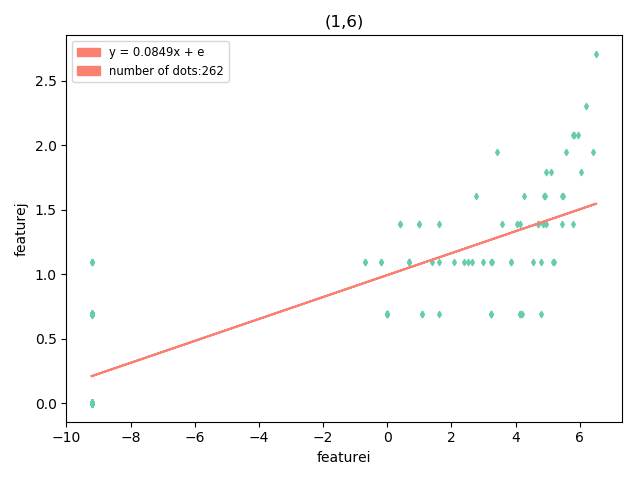 (1,6)
y = 0.0849x + e
number of dots:262
2.5
2.0
1.5
1.0
0.5
0.0
featurej
−10 −8 −6 −4 −2 0 2 4 6
featurei